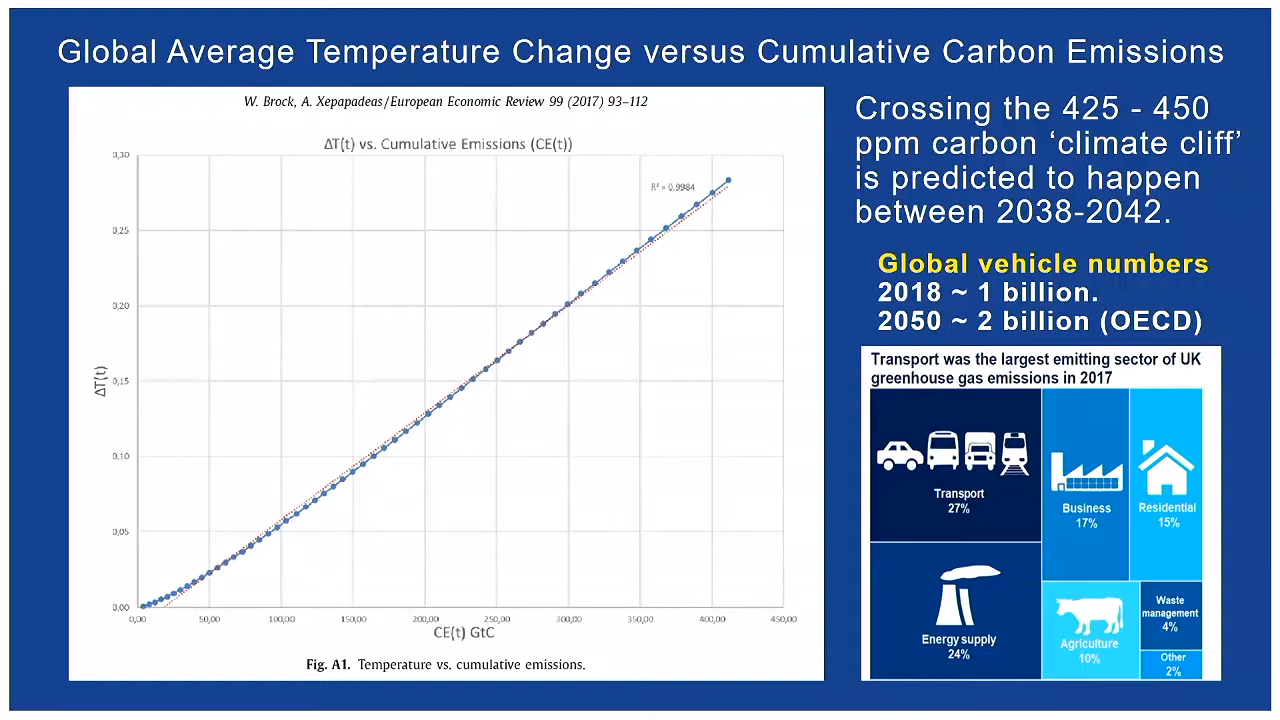 Global Average Temperature Change versus Cumulative Carbon Emissions
W. Brock, A. Xepapadeas/European Economic Review 99 (2017) 93–112
ΔT(t) vs. Cumulative Emissions (CE(t))
0,30
0,25
0,20
0,15
0,10
0,05
0,00
ΔT(t)
R² = 0,9984
0,00 50,00 100,00 150,00 200,00 250,00 300,00 350,00 400,00 450,00
CE(t) GtC
Fig. A1. Temperature vs. cumulative emissions.
Crossing the 425 - 450
ppm carbon ‘climate cliff’
is predicted to happen
between 2038-2042.
Global vehicle numbers
2018 ~ 1 billion.
2050 ~ 2 billion (OECD)
Transport was the largest emitting sector of UK
greenhouse gas emissions in 2017
Transport
27%
Business
17%
Residential
15%
Energy supply
24%
Agriculture
10%
Waste
management
4%
Other
2%